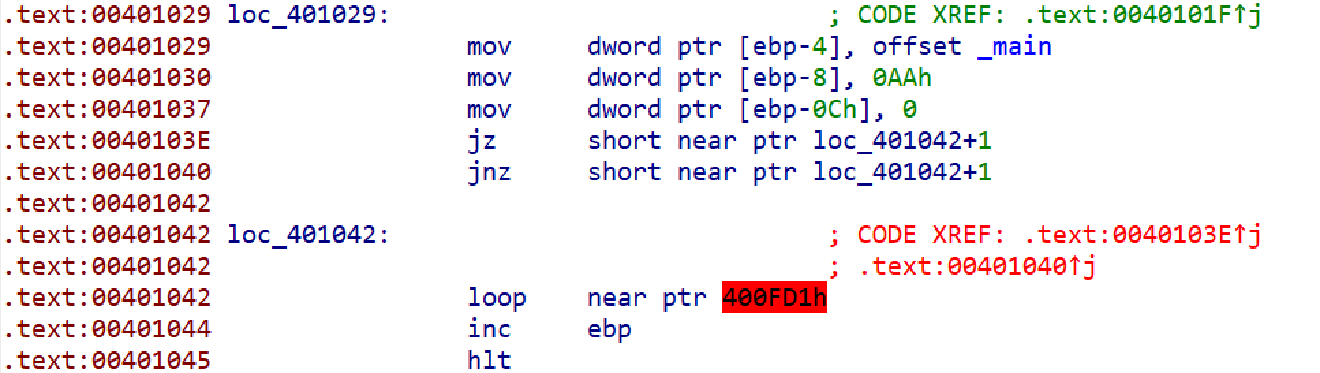 .text:00401029 loc_401029: ; CODE XREF: .text:0040101F↑j
.text:00401029 mov dword ptr [ebp-4], offset _main
.text:00401030 mov dword ptr [ebp-8], 0AAh
.text:00401037 mov dword ptr [ebp-0Ch], 0
.text:0040103E jz short near ptr loc_401042+1
.text:00401040 jnz short near ptr loc_401042+1
.text:00401042
.text:00401042 loc_401042: ; CODE XREF: .text:0040103E↑j
.text:00401042 ; .text:00401040↑j
.text:00401042 loop near ptr 400FD1h
.text:00401044 inc ebp
.text:00401045 hlt